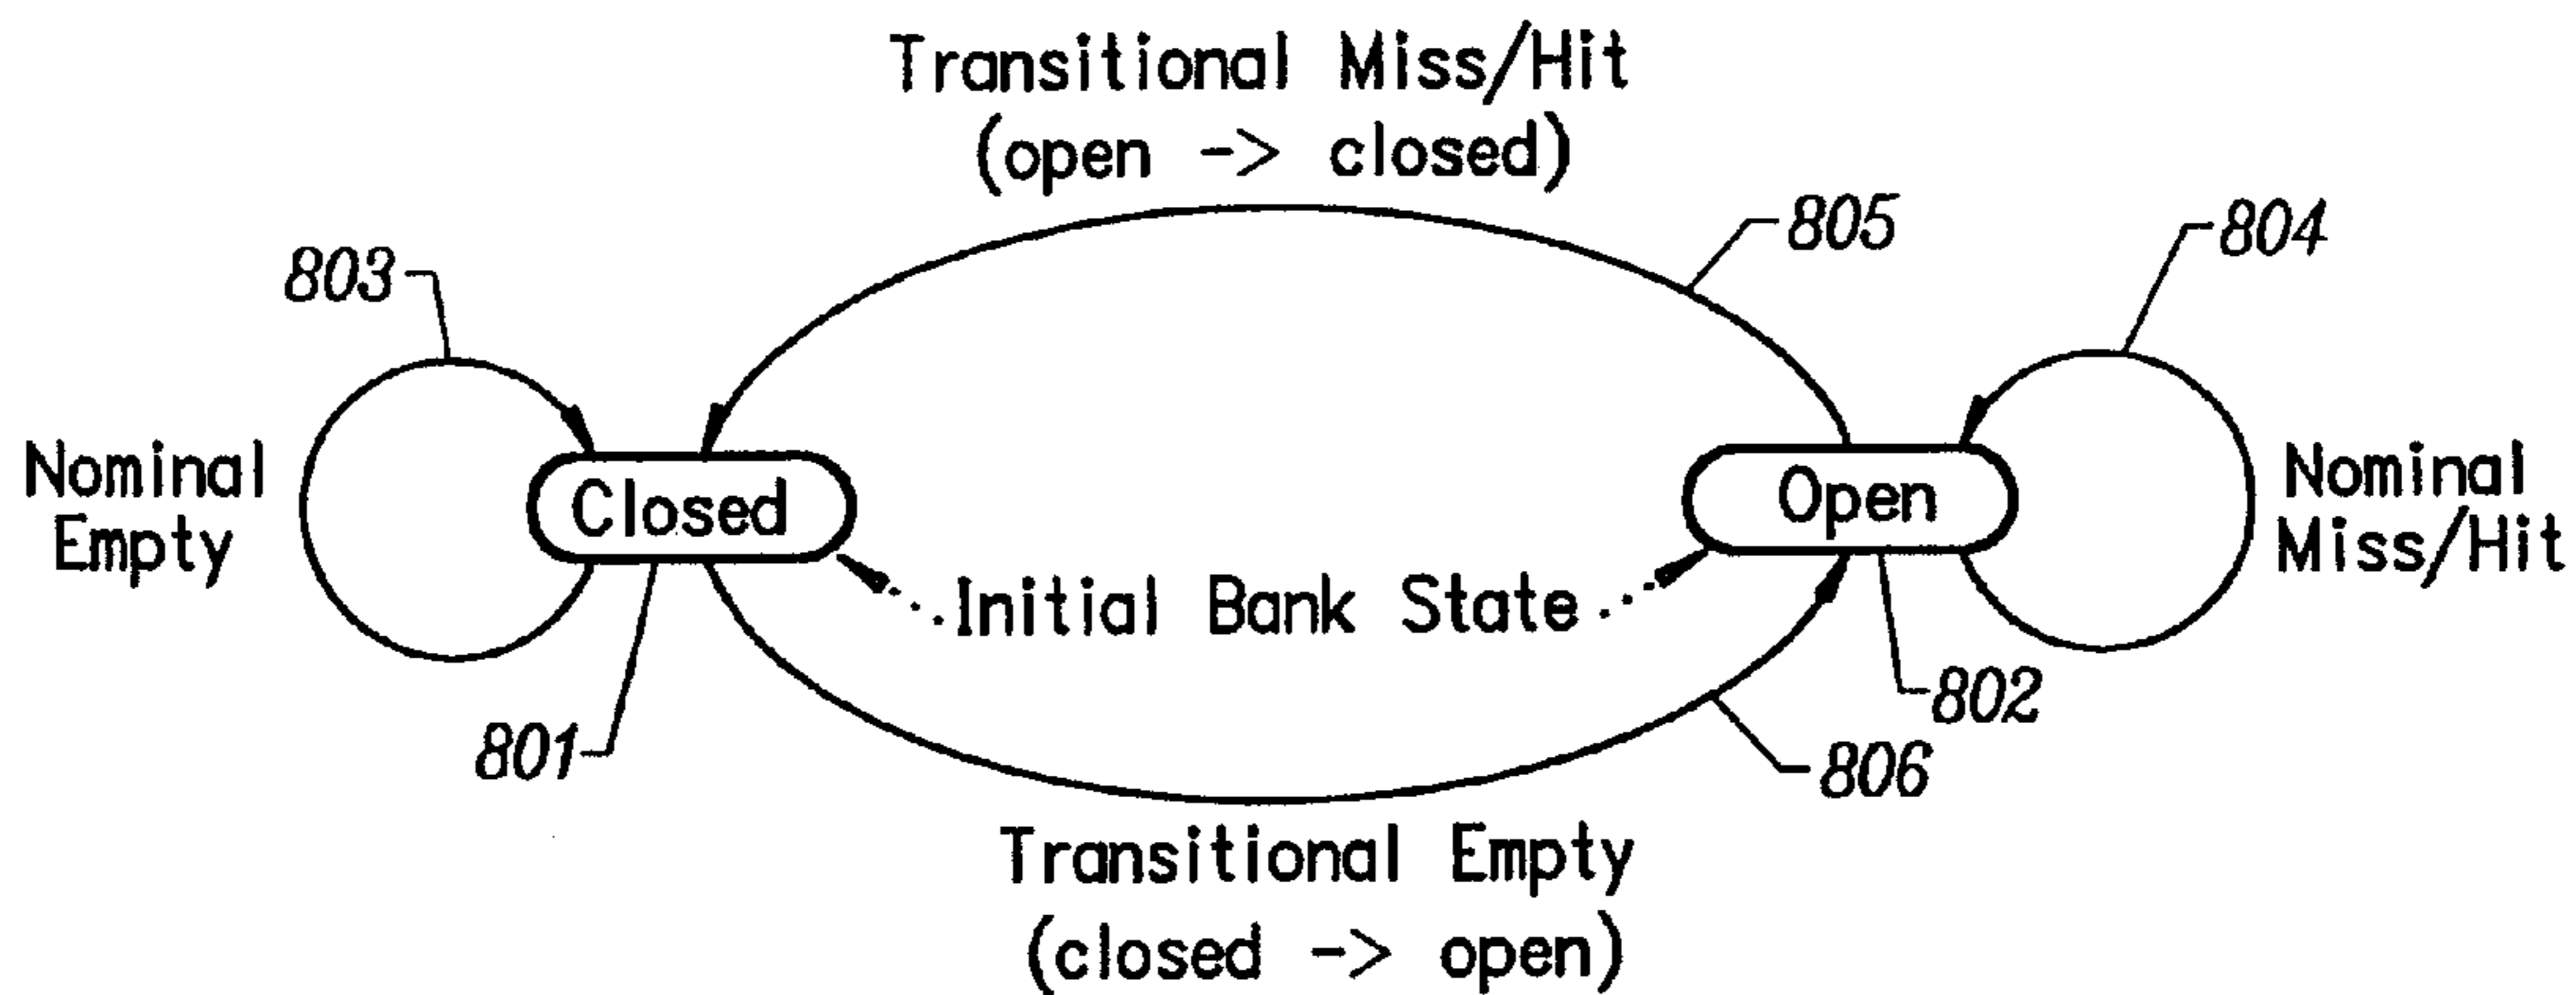 Transitional Miss/Hit
(open -> closed)
805
804
803
Nominal
Empty
Closed
Open
Nominal
Miss/Hit
Initial Bank State
802
801
806
Transitional Empty
(closed -> open)